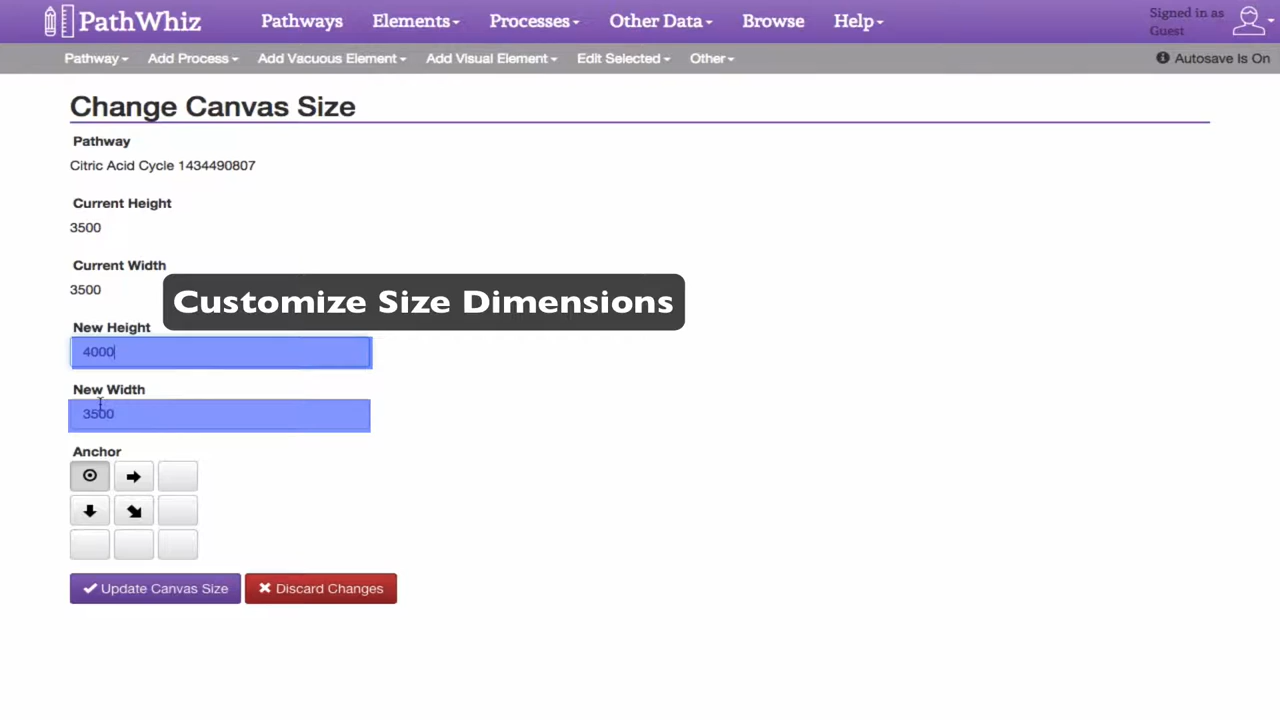 PathWhiz Pathways Elements Processes Other Data Browse Help Signed in as Guest
Pathway Add Process Add Vacuous Element Add Visual Element Edit Selected Other Autosave Is On
Change Canvas Size
Pathway
Citric Acid Cycle 1434490807
Current Height
3500
Current Width
3500
Customize Size Dimensions
New Height
4000
New Width
3500
Anchor
Update Canvas Size Discard Changes